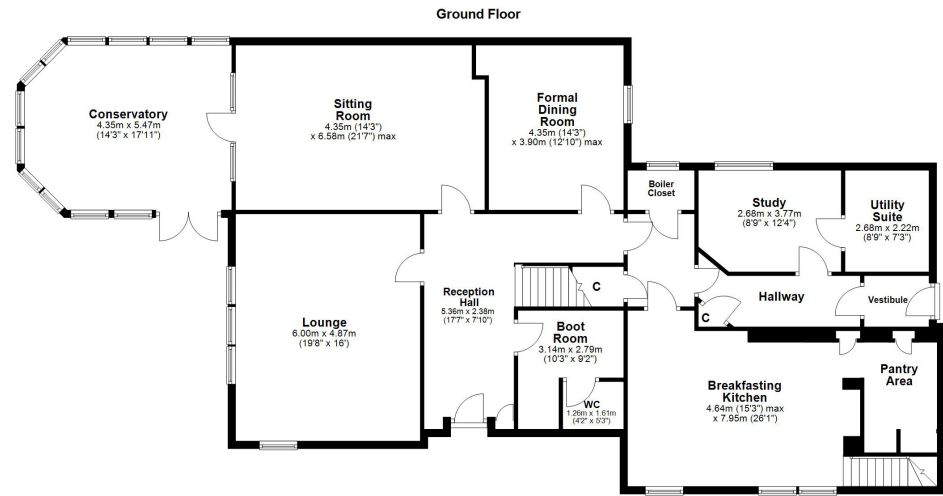 Ground Floor
Conservatory
4.35m x 5.47m
(14'3" x 17'11")
Sitting
Room
4.35m (14'3")
x 6.58m (21'7") max
Formal
Dining
Room
4.35m (14'3")
x 3.90m (12'10") max
Boiler
Closet
Study
2.68m x 3.77m
(8'9" x 12'4")
Utility
Suite
2.68m x 2.22m
(8'9" x 7'3")
Lounge
6.00m x 4.87m
(19'8" x 16')
Reception
Hall
5.36m x 2.38m
(17'7" x 7'10")
C
Hallway
C
Vestibule
Boot
Room
3.14m x 2.79m
(10'3" x 9'2")
WC
1.26m x 1.61m
(4'2" x 5'3")
Breakfasting
Kitchen
4.64m (15'3") max
x 7.95m (26'1")
Pantry
Area